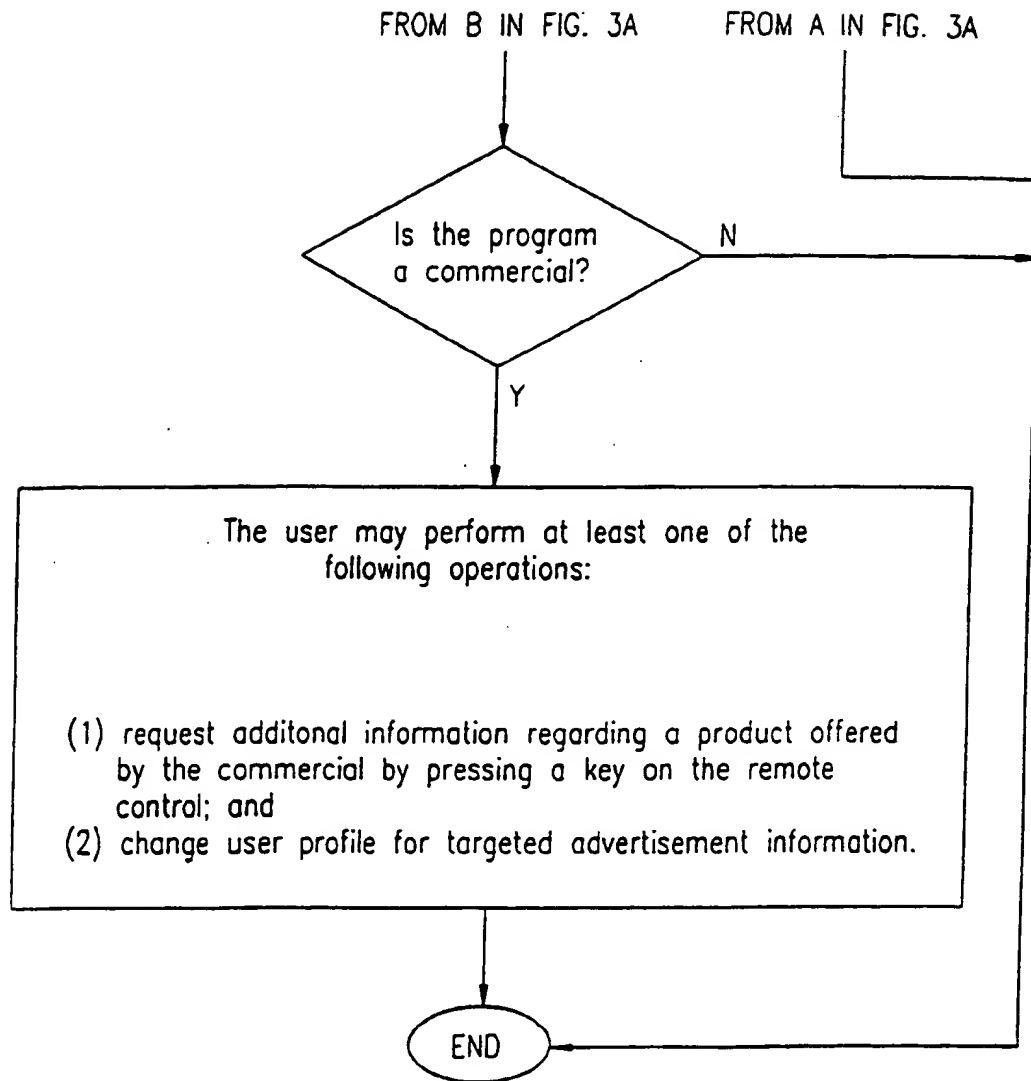 FROM B IN FIG. 3A
FROM A IN FIG. 3A
Is the program
a commercial?
N
Y
The user may perform at least one of the
following operations:
(1) request additonal information regarding a product offered
by the commercial by pressing a key on the remote
control; and
(2) change user profile for targeted advertisement information.
END